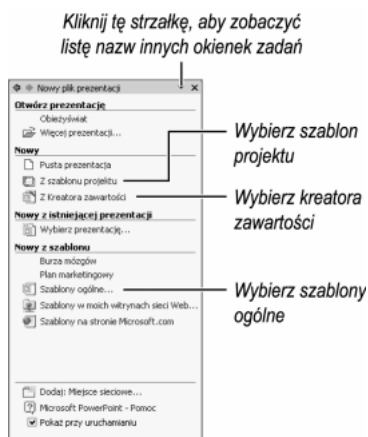 Kliknij tę strzałkę, aby zobaczyć
listę nazw innych okienek zadań
Nowy plik prezentacji
Otwórz prezentację
Obieżyświat
Więcej prezentacji...
Nowy
Pusta prezentacja
Z szablonu projektu
Z Kreatora zawartości
Nowy z istniejącej prezentacji
Wybierz prezentację...
Nowy z szablonu
Burza mózgów
Plan marketingowy
Szablony ogólne...
Szablony w moich witrynach sieci Web...
Szablony na stronie Microsoft.com
Dodaj: Miejsce sieciowe...
Microsoft PowerPoint - Pomoc
Pokaż przy uruchamianiu
Wybierz szablon
projektu
Wybierz kreatora
zawartości
Wybierz szablony
ogólne